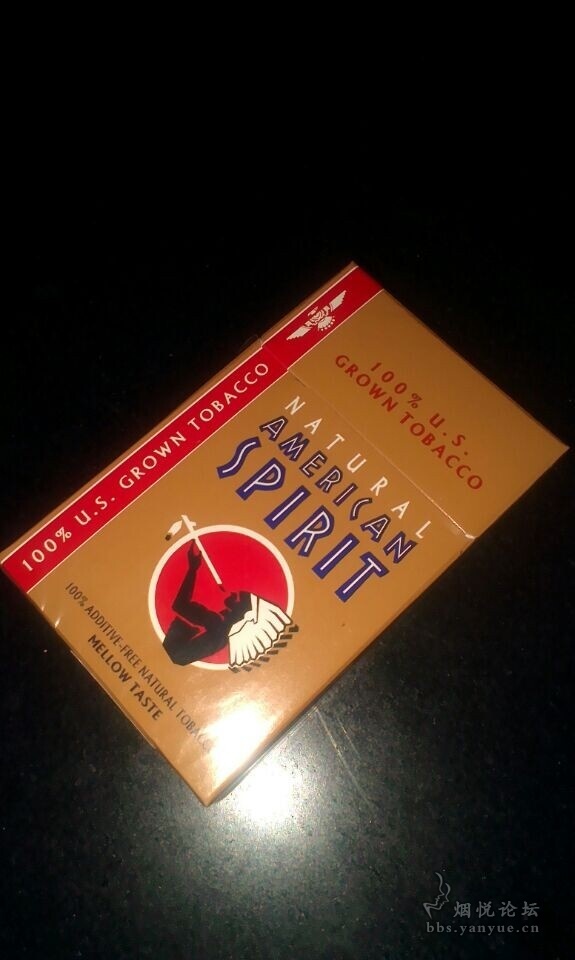 100% U.S. GROWN TOBACCO
100% U.S.
GROWN TOBACCO
NATURAL
AMERICAN
SPIRIT
100% ADDITIVE-FREE NATURAL TOBACCO
MELLOW TASTE
烟悦论坛
bbs.yanyue.cn